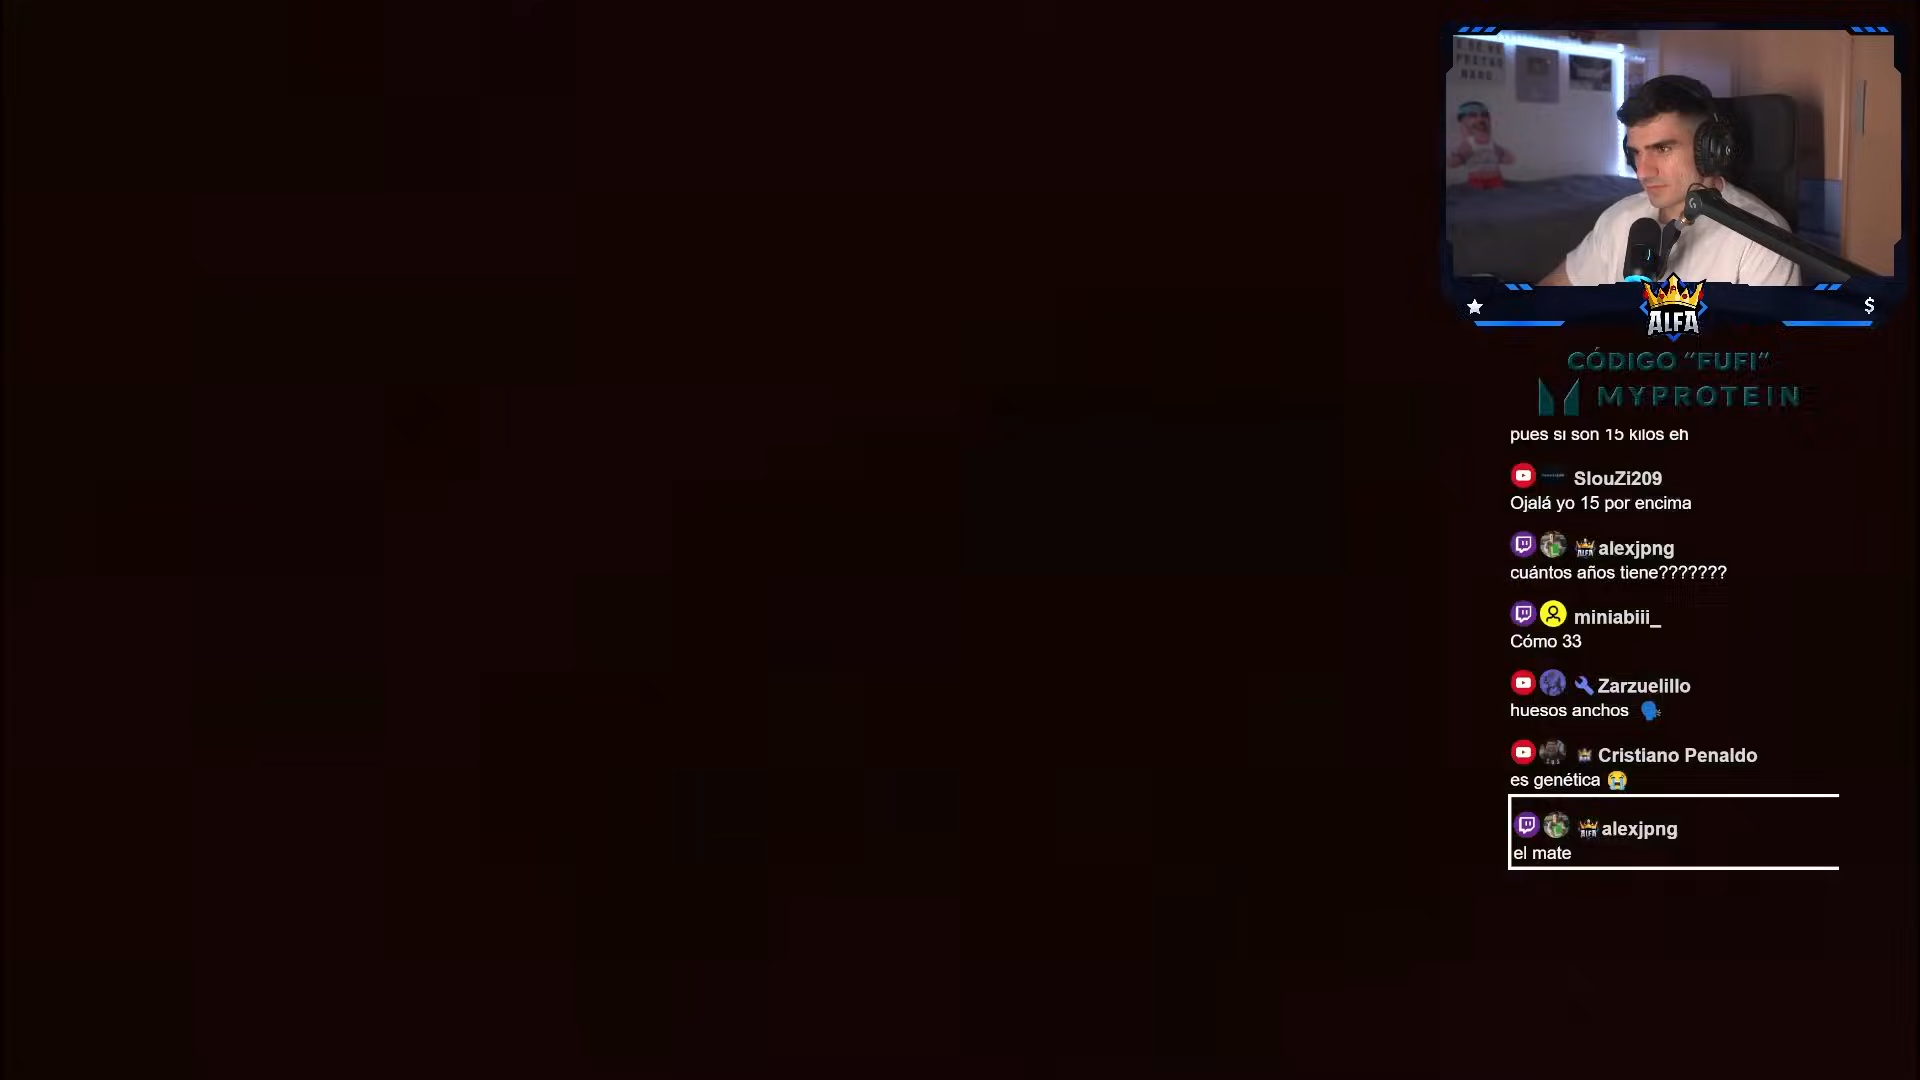 ALFA
$
CÓDIGO “FUFI”
MYPROTEIN
pues si son 15 kilos eh
SlouZi209
Ojalá yo 15 por encima
alexjpng
cuántos años tiene???????
miniabiii_
Cómo 33
Zarzuelillo
huesos anchos 🗣️
Cristiano Penaldo
es genética 😭
alexjpng
el mate